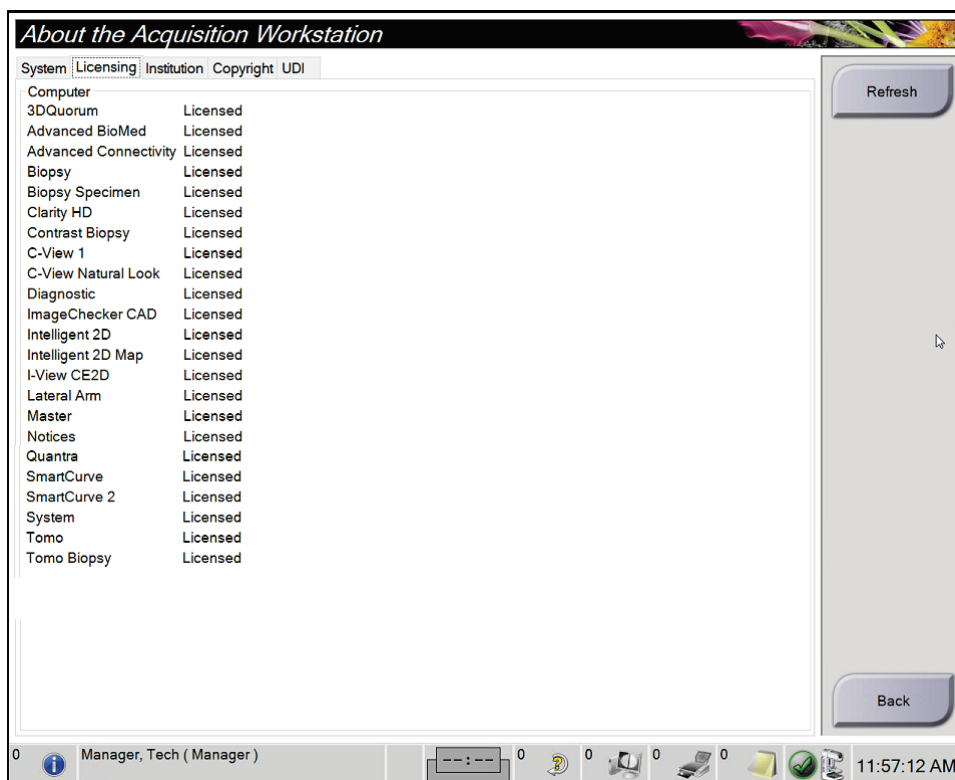 About the Acquisition Workstation
System Licensing Institution Copyright UDI
Refresh
Computer
3DQuorum Licensed
Advanced BioMed Licensed
Advanced Connectivity Licensed
Biopsy Licensed
Biopsy Specimen Licensed
Clarity HD Licensed
Contrast Biopsy Licensed
C-View 1 Licensed
C-View Natural Look Licensed
Diagnostic Licensed
ImageChecker CAD Licensed
Intelligent 2D Licensed
Intelligent 2D Map Licensed
I-View CE2D Licensed
Lateral Arm Licensed
Master Licensed
Notices Licensed
Quantra Licensed
SmartCurve Licensed
SmartCurve 2 Licensed
System Licensed
Tomo Licensed
Tomo Biopsy Licensed
Back
0 Manager, Tech ( Manager ) --:-- 0 0 0 0 11:57:12 AM